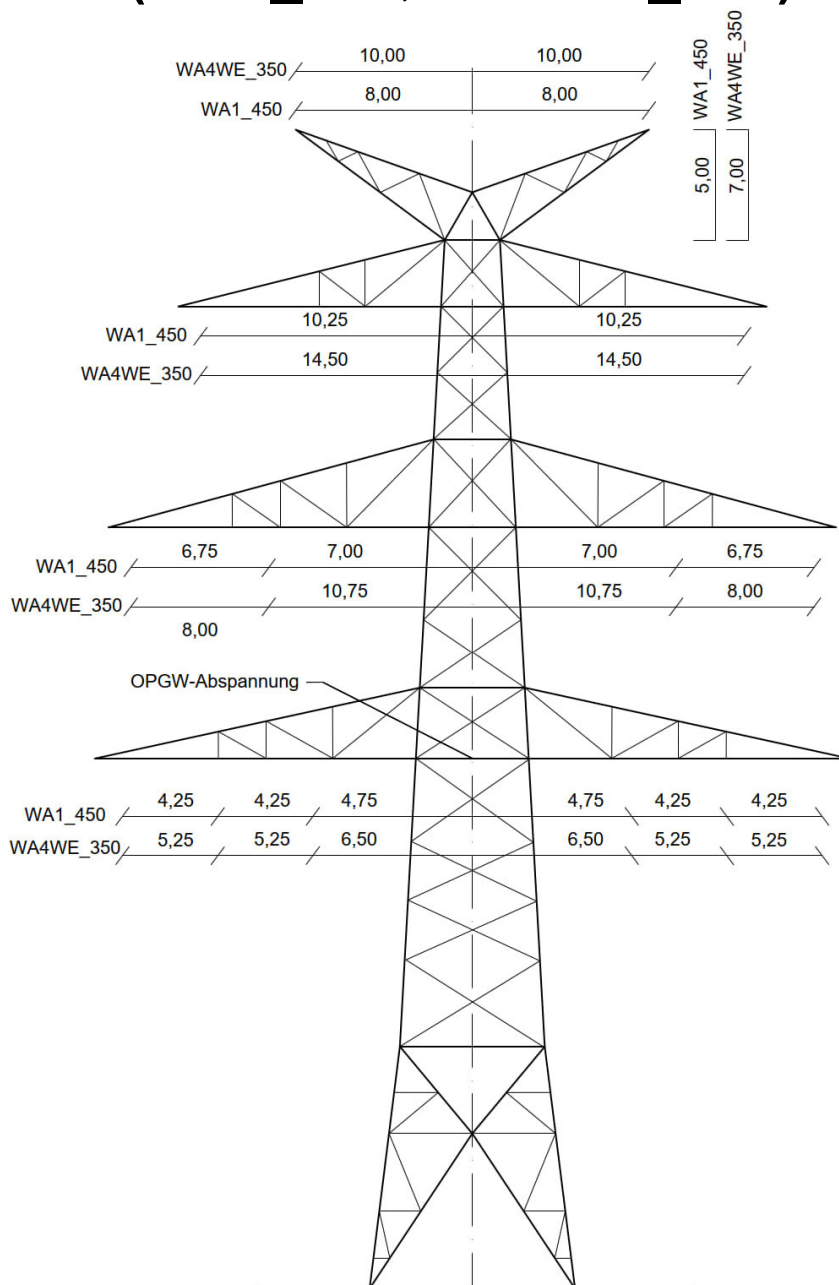 WA4WE_350 10,00 10,00
WA1_450 8,00 8,00
5,00 WA1_450
7,00 WA4WE_350
WA1_450 10,25 10,25
WA4WE_350 14,50 14,50
WA1_450 6,75 7,00 7,00 6,75
WA4WE_350 8,00 10,75 10,75 8,00
OPGW-Abspannung
WA1_450 4,25 4,25 4,75 4,75 4,25 4,25
WA4WE_350 5,25 5,25 6,50 6,50 5,25 5,25